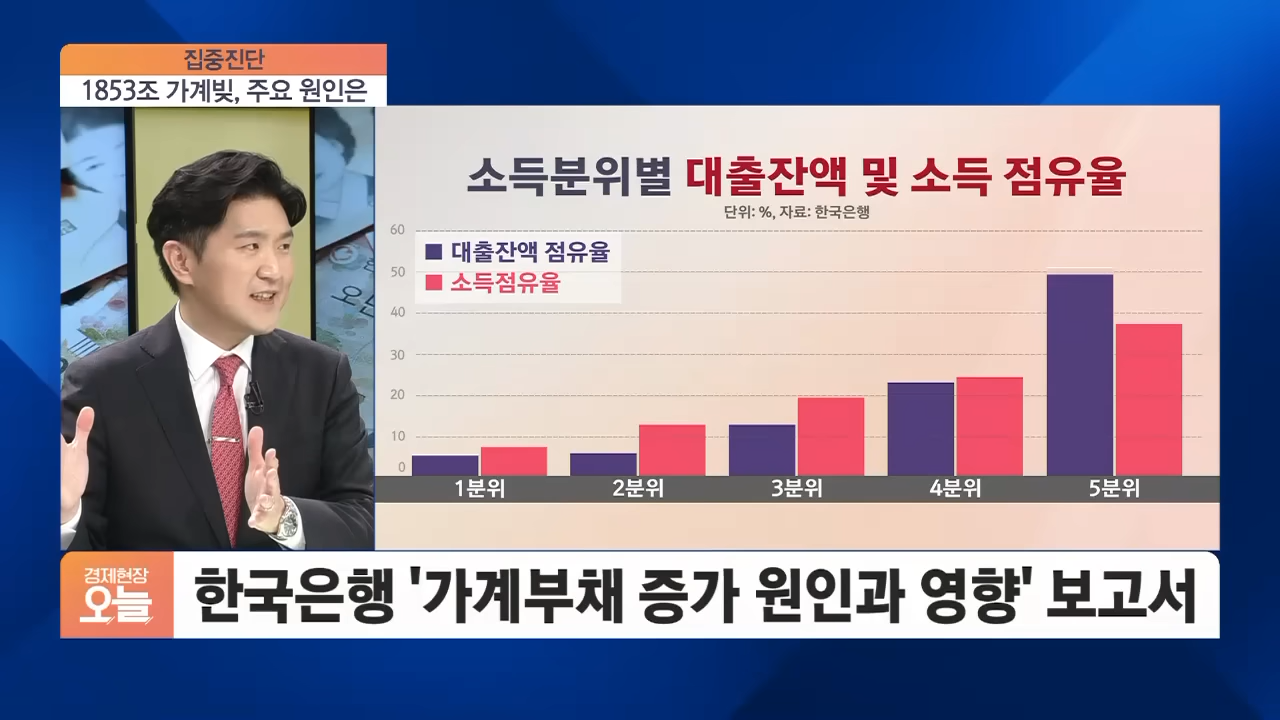 집중진단
1853조 가계빚, 주요 원인은
소득분위별 대출잔액 및 소득 점유율
단위: %, 자료: 한국은행
대출잔액 점유율
소득점유율
60
50
40
30
20
10
0
1분위 2분위 3분위 4분위 5분위
경제현장
오늘
한국은행 '가계부채 증가 원인과 영향' 보고서